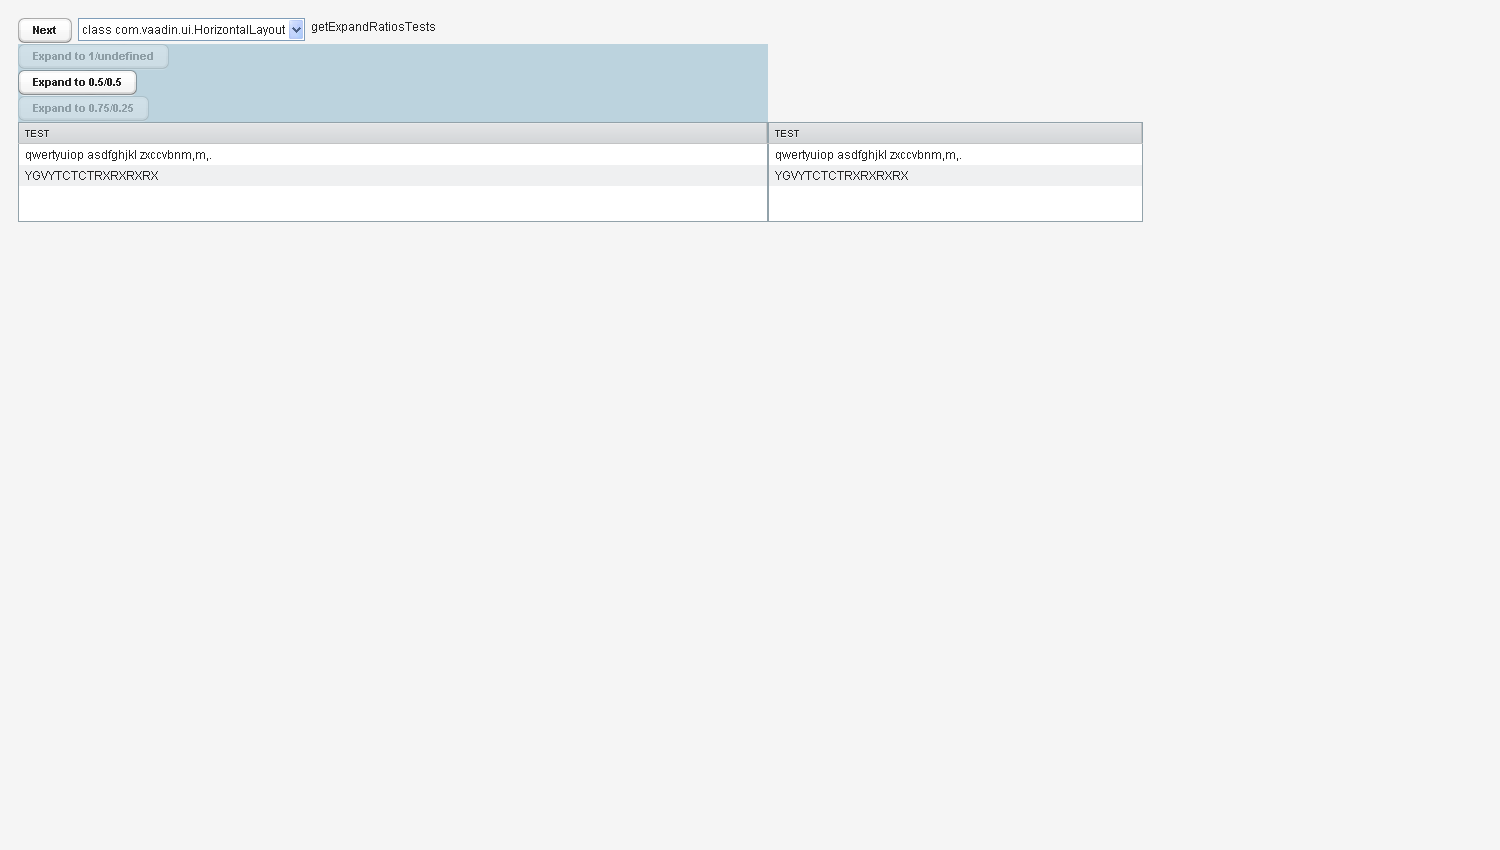 Next class com.vaadin.ui.HorizontalLayout getExpandRatiosTests
Expand to 1/undefined
Expand to 0.5/0.5
Expand to 0.75/0.25
TEST TEST
qwertyuiop asdfghjkl zxccvbnm,m,. qwertyuiop asdfghjkl zxccvbnm,m,.
YGVYTCTCTRXRXRXRX YGVYTCTCTRXRXRXRX